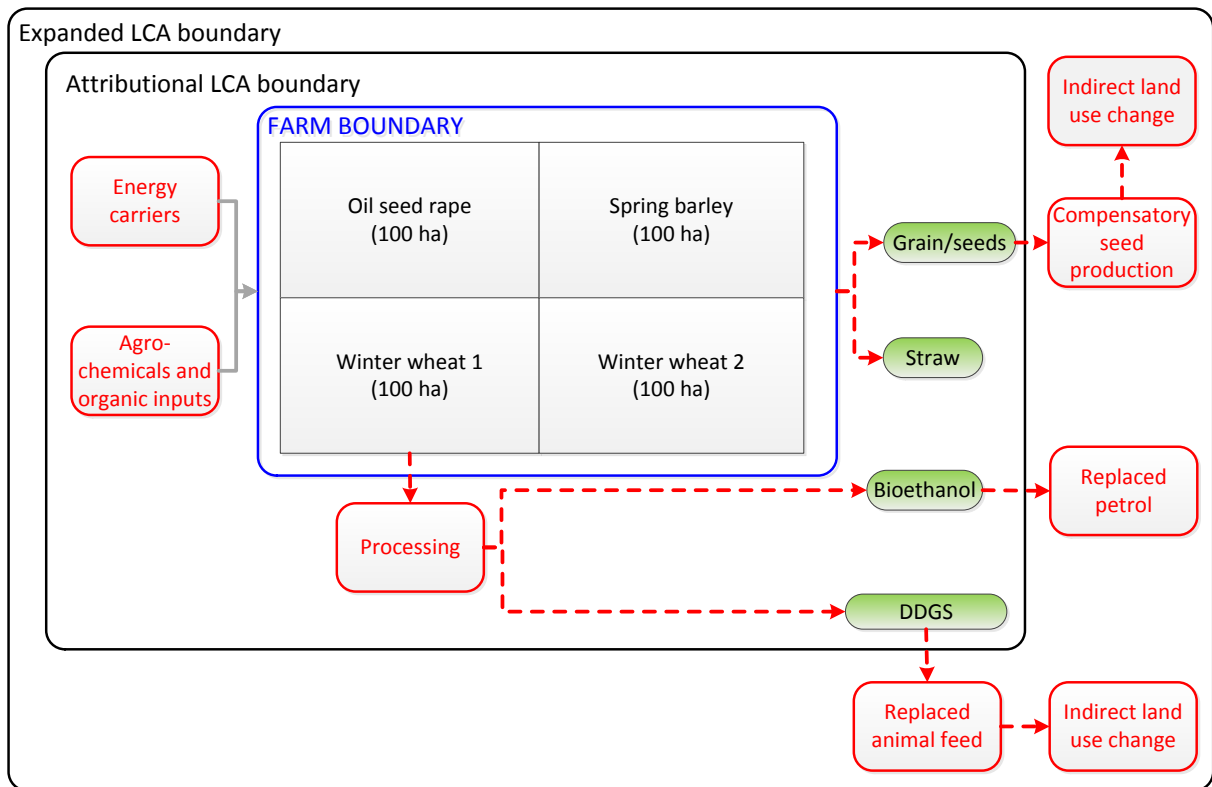 Expanded LCA boundary
Attributional LCA boundary
FARM BOUNDARY
Energy
carriers
Agro-
chemicals and
organic inputs
Oil seed rape
(100 ha)
Spring barley
(100 ha)
Winter wheat 1
(100 ha)
Winter wheat 2
(100 ha)
Grain/seeds
Straw
Indirect land
use change
Compensatory
seed
production
Processing
Bioethanol
Replaced
petrol
DDGS
Replaced
animal feed
Indirect land
use change